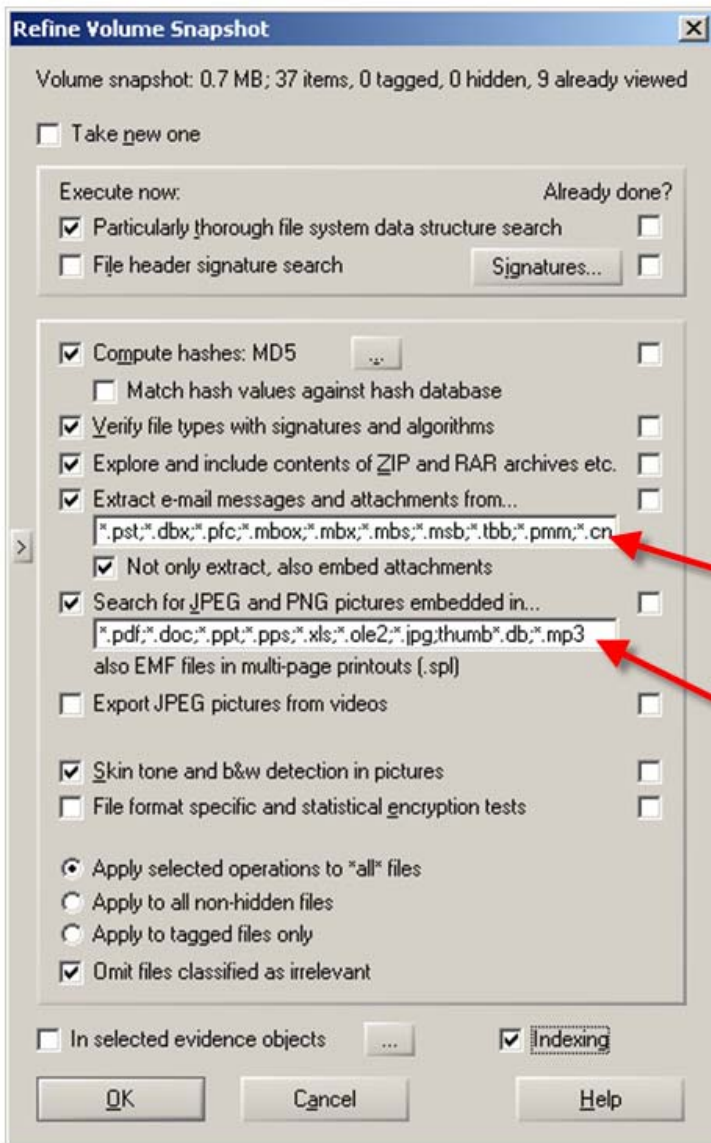 Refine Volume Snapshot
Volume snapshot: 0.7 MB; 37 items, 0 tagged, 0 hidden, 9 already viewed
Take new one
Execute now: Already done?
Particularly thorough file system data structure search
File header signature search Signatures...
Compute hashes: MD5 ...
Match hash values against hash database
Verify file types with signatures and algorithms
Explore and include contents of ZIP and RAR archives etc.
Extract e-mail messages and attachments from...
*.pst;*.dbx;*.pfc;*.mbox;*.mbx;*.mbs;*.msb;*.tbb;*.pmm;*.cn
>
Not only extract, also embed attachments
Search for JPEG and PNG pictures embedded in...
*.pdf;*.doc;*.ppt;*.pps;*.xls;*.ole2;*.jpg;thumb*.db;*.mp3
also EMF files in multi-page printouts (.spl)
Export JPEG pictures from videos
Skin tone and b&w detection in pictures
File format specific and statistical encryption tests
Apply selected operations to *all* files
Apply to all non-hidden files
Apply to tagged files only
Omit files classified as irrelevant
In selected evidence objects ... Indexing
OK Cancel Help